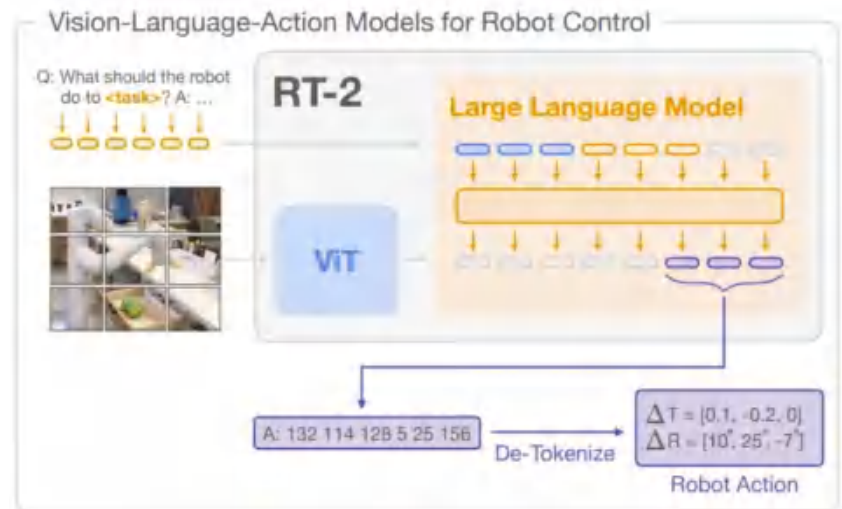 Vision-Language-Action Models for Robot Control
Q: What should the robot
do to <task>? A: ...
RT-2
Large Language Model
ViT
A: 132 114 128 5 25 156
De-Tokenize
Δ T = [0.1, -0.2, 0]
Δ R = [10°, 25°, -7°]
Robot Action